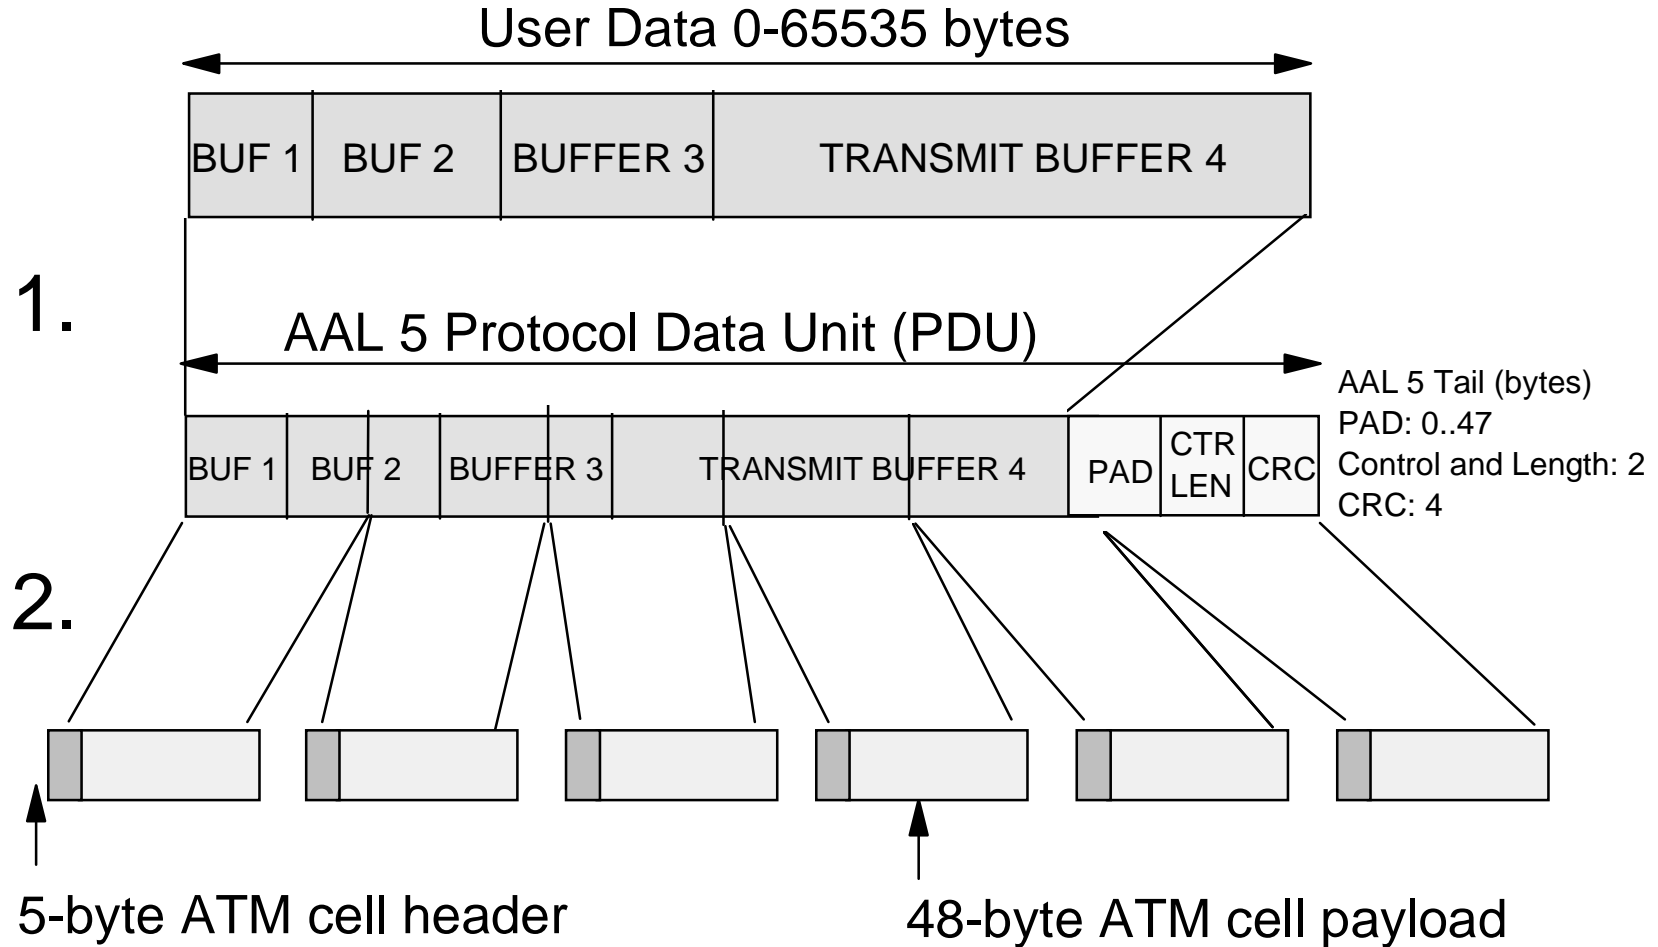 User Data 0-65535 bytes
BUF 1
BUF 2
BUFFER 3
TRANSMIT BUFFER 4
1.
AAL 5 Protocol Data Unit (PDU)
AAL 5 Tail (bytes)
PAD: 0..47
Control and Length: 2
CRC: 4
BUF 1
BUF 2
BUFFER 3
TRANSMIT BUFFER 4
PAD
CTR
LEN
CRC
2.
5-byte ATM cell header
48-byte ATM cell payload